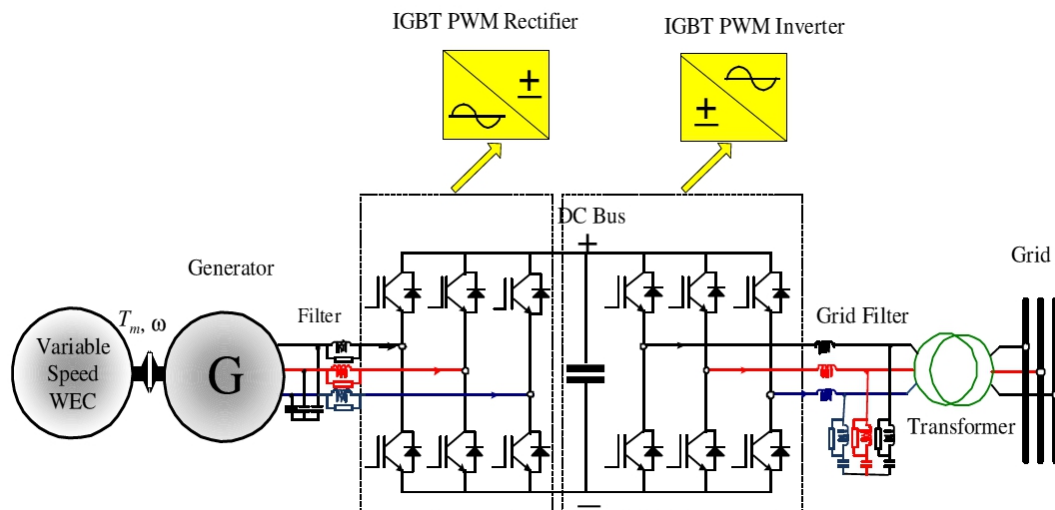 IGBT PWM Rectifier
IGBT PWM Inverter
±
±
DC Bus
+
Generator
Grid
Tm, ω
Filter
Grid Filter
Variable
Speed
WEC
G
Transformer
—